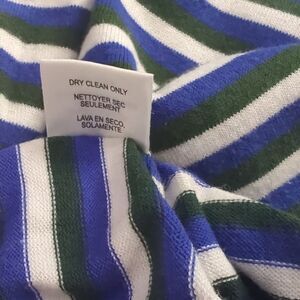 DRY CLEAN ONLY
NETTOYER SEC
SEULEMENT
LAVA EN SECO
SOLAMENTE